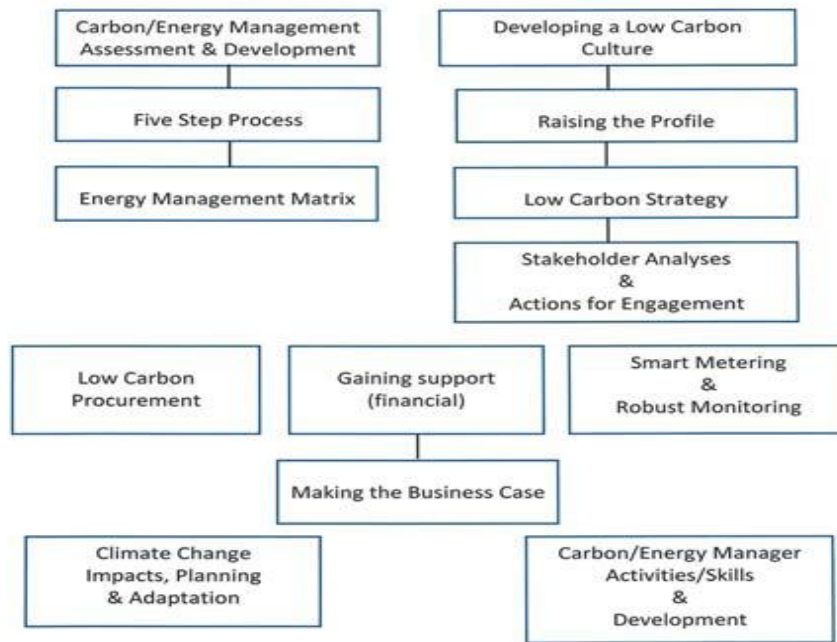 Carbon/Energy Management
Assessment & Development
Five Step Process
Energy Management Matrix
Developing a Low Carbon
Culture
Raising the Profile
Low Carbon Strategy
Stakeholder Analyses
&
Actions for Engagement
Low Carbon
Procurement
Gaining support
(financial)
Smart Metering
&
Robust Monitoring
Making the Business Case
Climate Change
Impacts, Planning
& Adaptation
Carbon/Energy Manager
Activities/Skills
&
Development